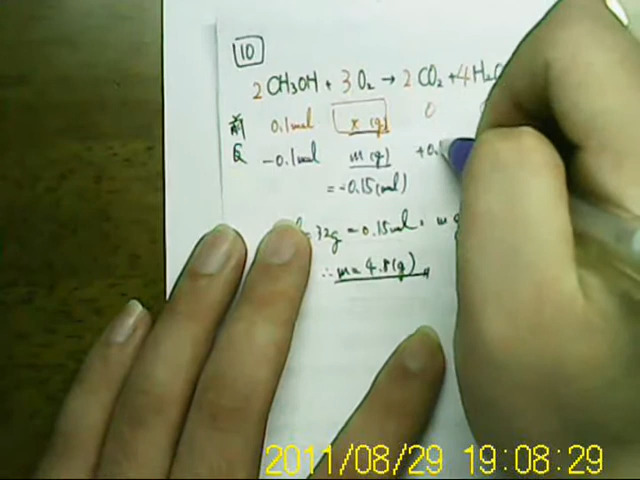 10
2CH₃OH + 3O₂ → 2CO₂ + 4H₂O
前 0.1mol x (g) 0
反 -0.1mol m (g) +0.
= -0.15(mol)
32g = 0.15mol : m g
∴ m = 4.8(g)
2011/08/29 19:08:29